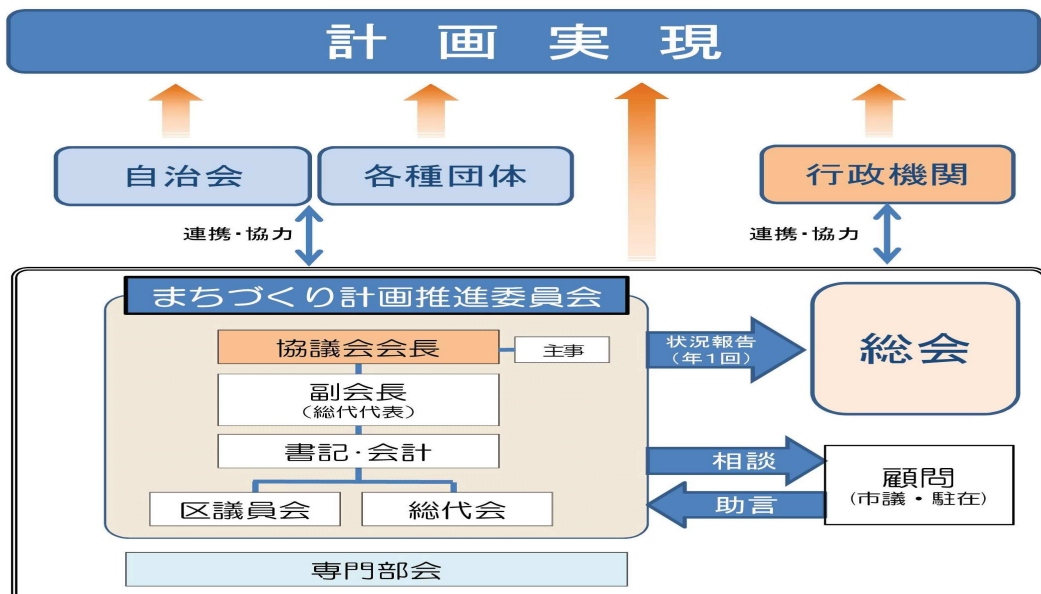 計画実現
自治会
各種団体
行政機関
連携・協力
連携・協力
まちづくり計画推進委員会
協議会会長
主事
副会長
(総代代表)
書記・会計
区議員会
総代会
状況報告
(年1回)
総会
相談
助言
顧問
(市議・駐在)
専門部会